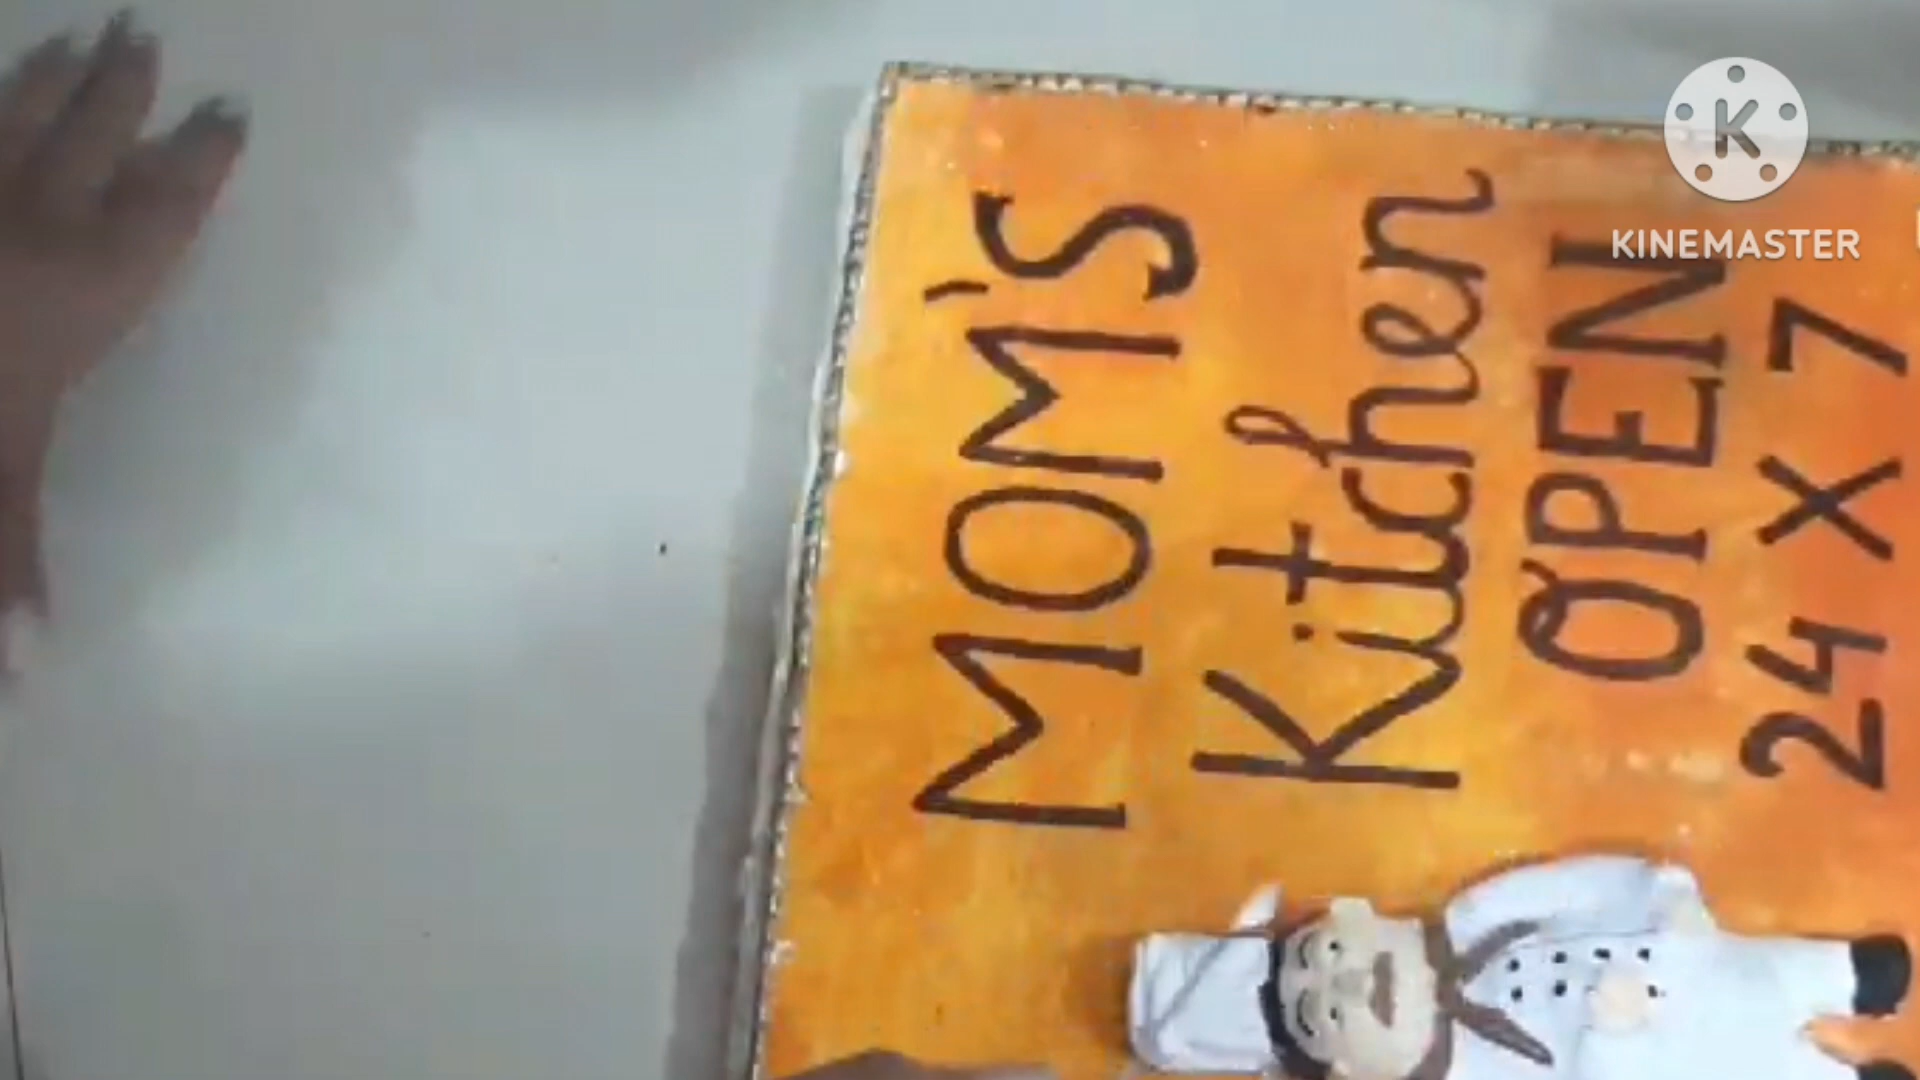 MOM'S
Kitchen
OPEN
24 X 7
K
KINEMASTER